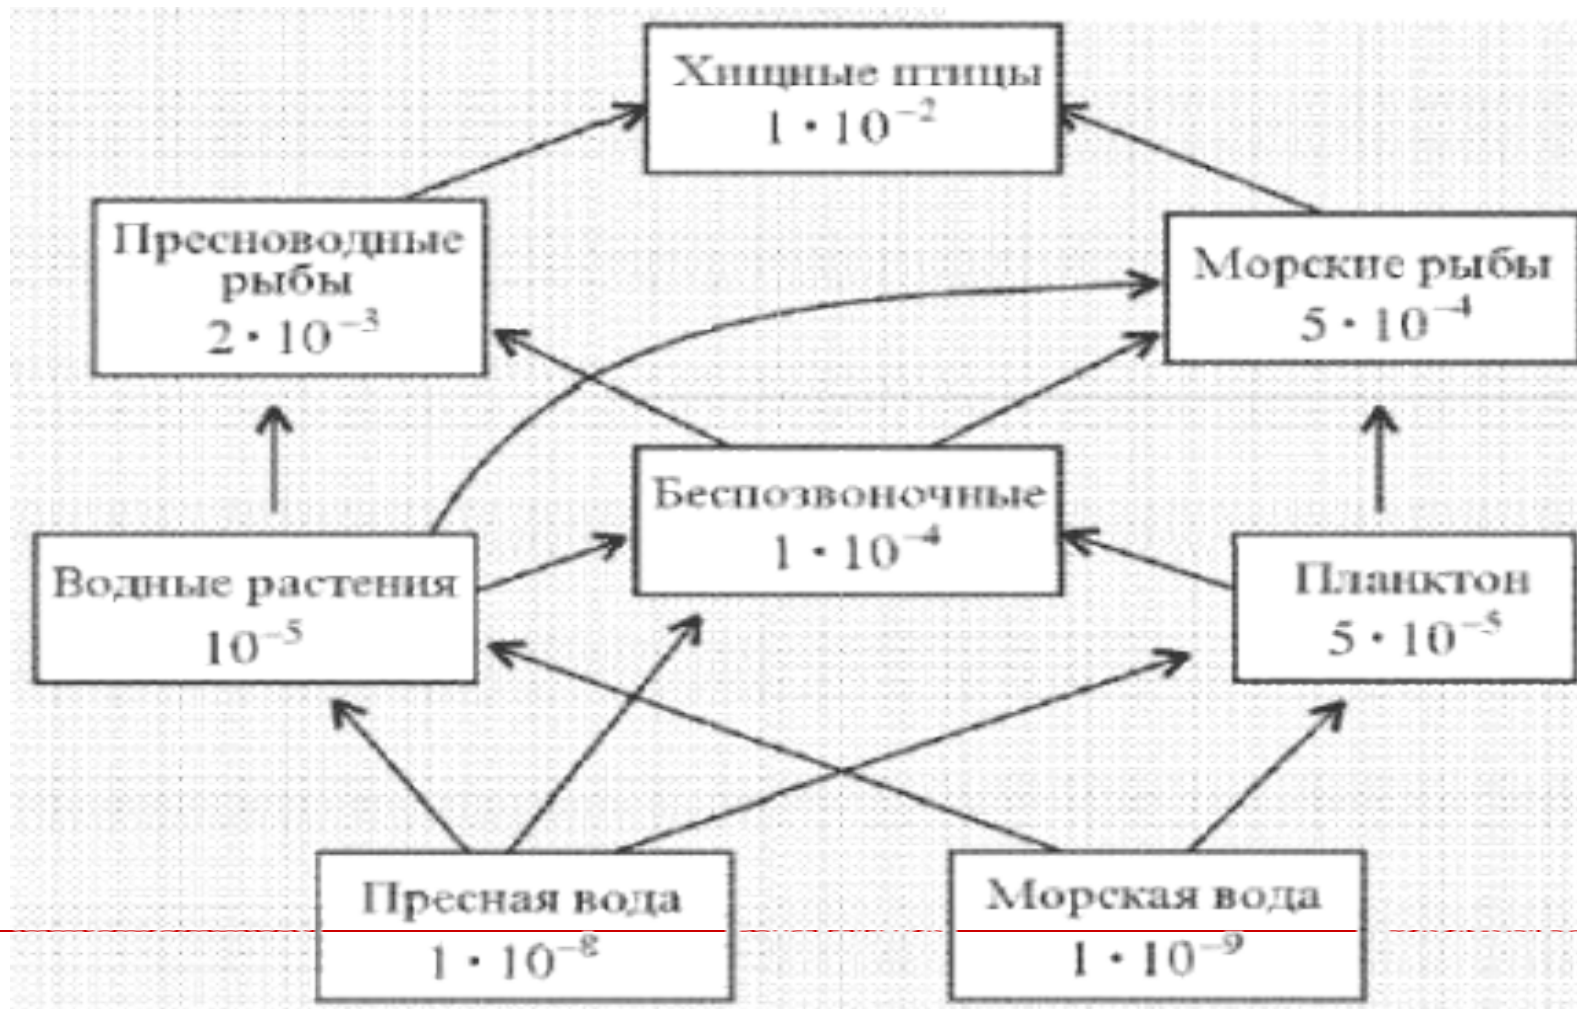 Хищные птицы
1 · 10⁻²
Пресноводные
рыбы
2 · 10⁻³
Морские рыбы
5 · 10⁻⁴
Беспозвоночные
1 · 10⁻⁴
Водные растения
10⁻⁵
Планктон
5 · 10⁻⁵
Пресная вода
1 · 10⁻⁸
Морская вода
1 · 10⁻⁹